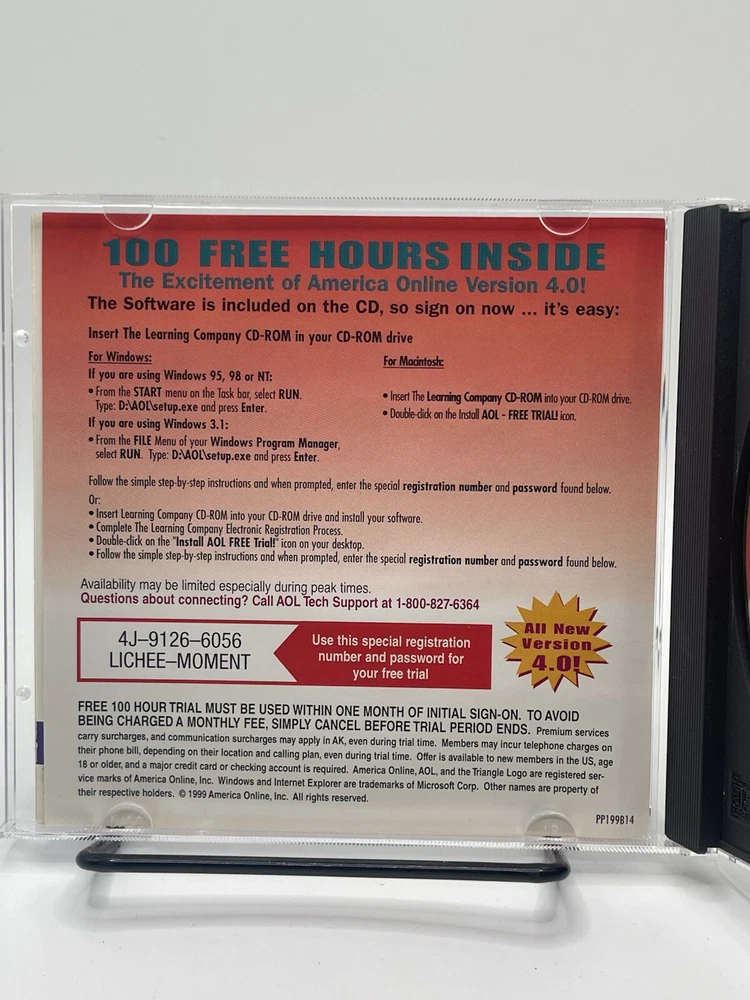 100 FREE HOURS INSIDE
The Excitement of America Online Version 4.0!
The Software is included on the CD, so sign on now ... it's easy:
Insert The Learning Company CD-ROM in your CD-ROM drive
For Windows:
If you are using Windows 95, 98 or NT:
• From the START menu on the Task bar, select RUN.
Type: D:\AOL\setup.exe and press Enter.
If you are using Windows 3.1:
• From the FILE Menu of your Windows Program Manager,
select RUN. Type: D:\AOL\setup.exe and press Enter.
For Macintosh:
• Insert The Learning Company CD-ROM into your CD-ROM drive.
• Double-click on the Install AOL - FREE TRIAL! icon.
Follow the simple step-by-step instructions and when prompted, enter the special registration number and password found below.
Or:
• Insert Learning Company CD-ROM into your CD-ROM drive and install your software.
• Complete The Learning Company Electronic Registration Process.
• Double-click on the "Install AOL FREE Trial!" icon on your desktop.
• Follow the simple step-by-step instructions and when prompted, enter the special registration number and password found below.
Availability may be limited especially during peak times.
Questions about connecting? Call AOL Tech Support at 1-800-827-6364
4J–9126–6056
LICHEE–MOMENT
Use this special registration
number and password for
your free trial
All New
Version
4.0!
FREE 100 HOUR TRIAL MUST BE USED WITHIN ONE MONTH OF INITIAL SIGN-ON. TO AVOID
BEING CHARGED A MONTHLY FEE, SIMPLY CANCEL BEFORE TRIAL PERIOD ENDS. Premium services
carry surcharges, and communication surcharges may apply in AK, even during trial time. Members may incur telephone charges on
their phone bill, depending on their location and calling plan, even during trial time. Offer is available to new members in the US, age
18 or older, and a major credit card or checking account is required. America Online, AOL, and the Triangle Logo are registered ser-
vice marks of America Online, Inc. Windows and Internet Explorer are trademarks of Microsoft Corp. Other names are property of
their respective holders. © 1999 America Online, Inc. All rights reserved.
PP199B14